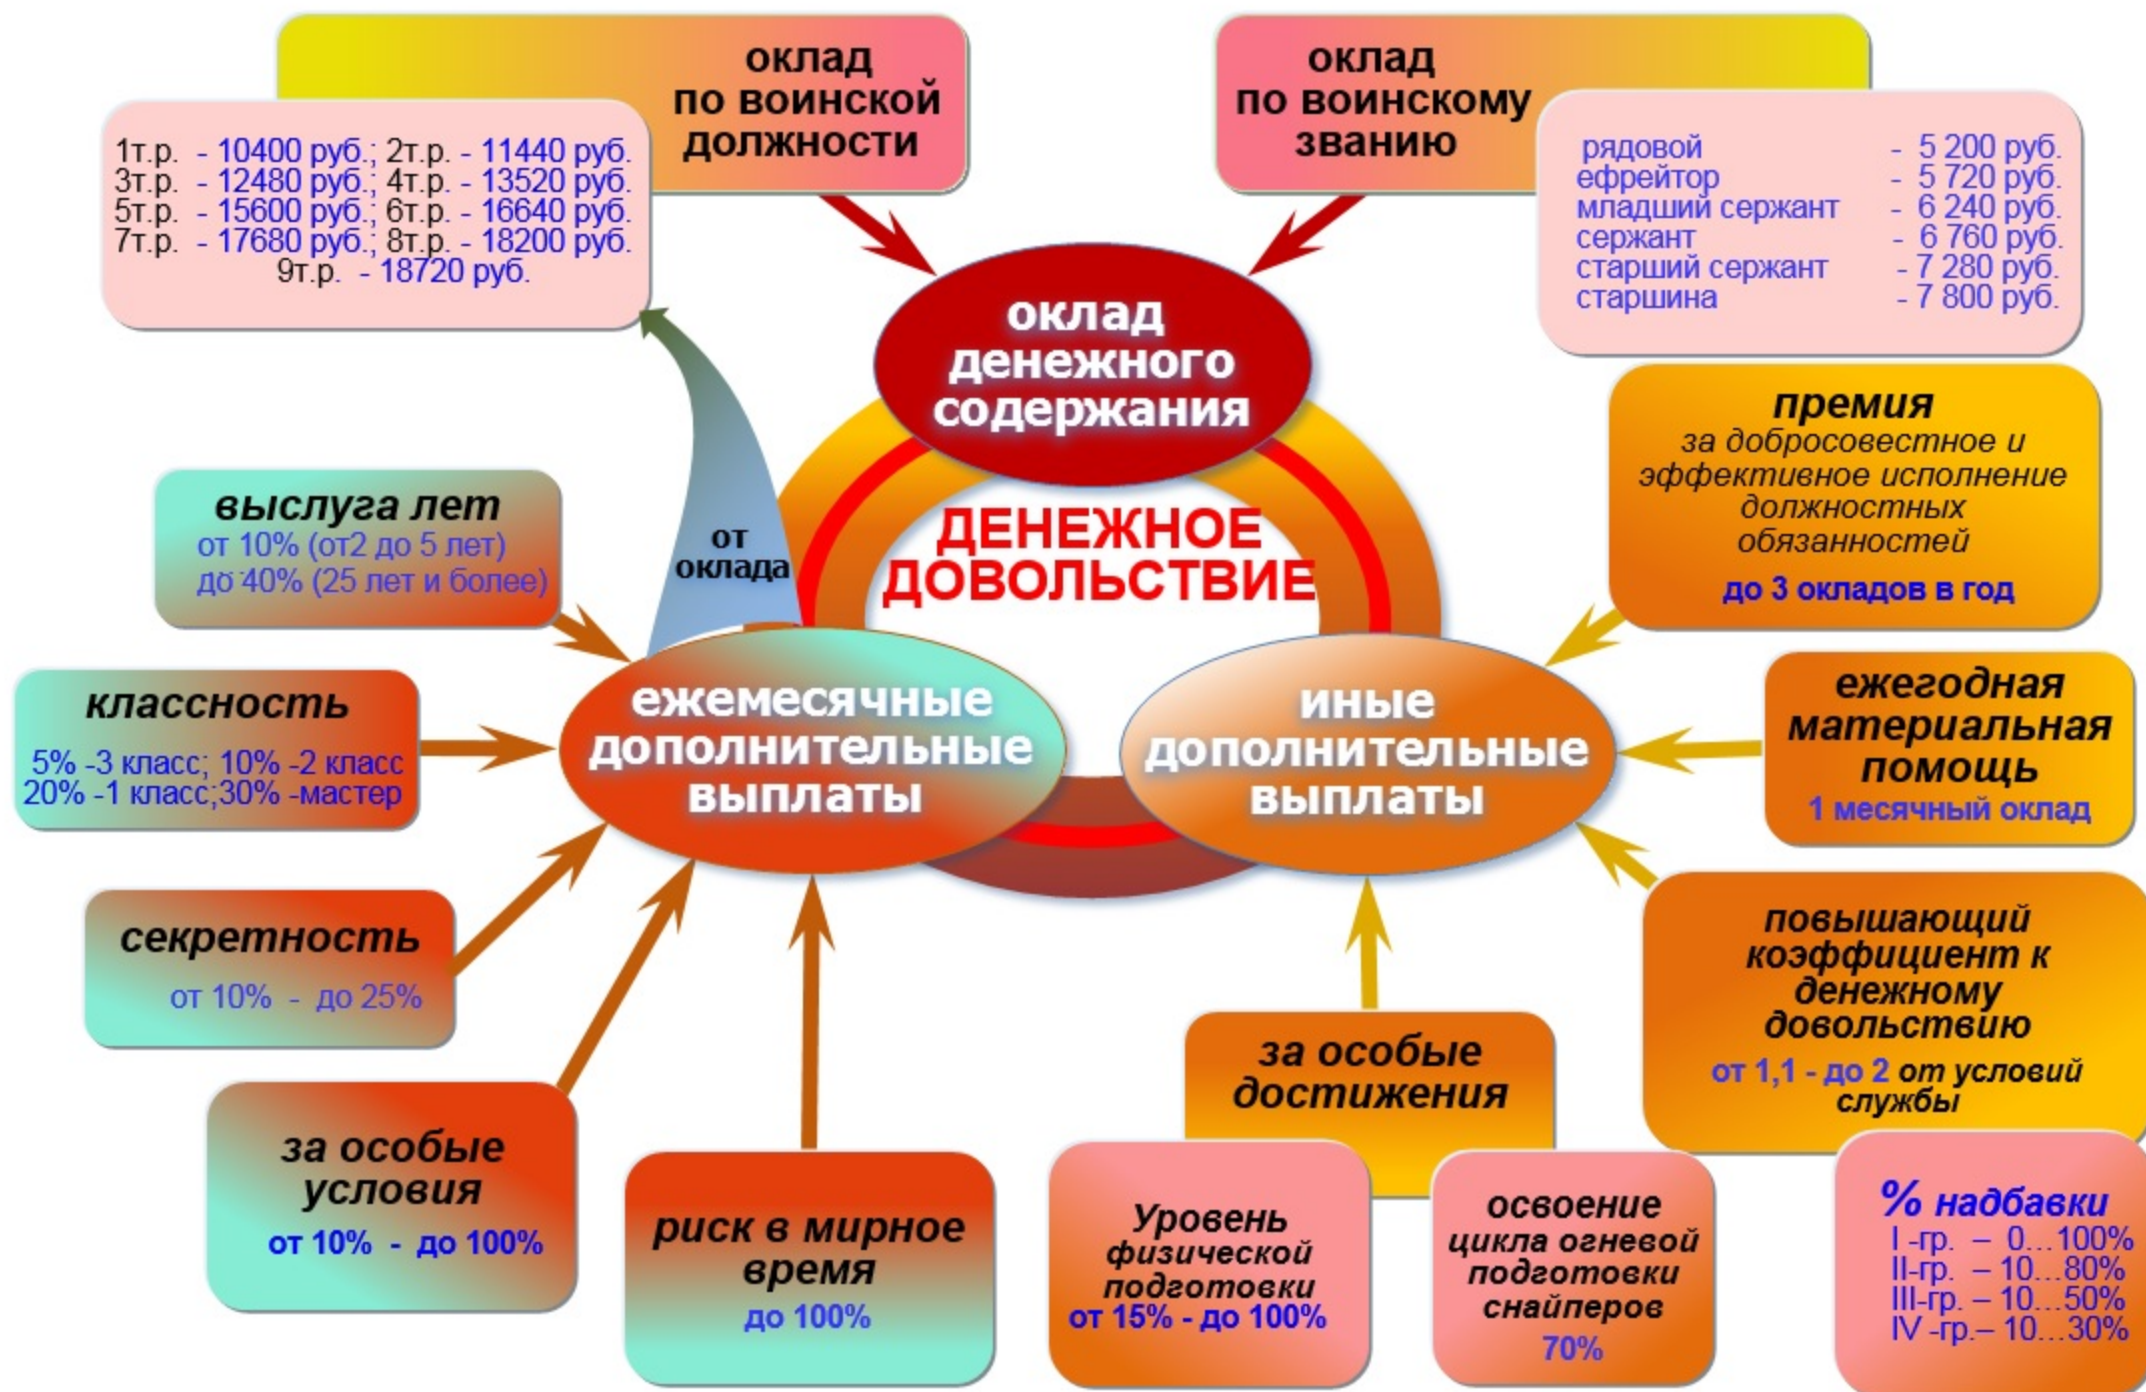 оклад
по воинской
должности
1т.р. - 10400 руб.; 2т.р. - 11440 руб.
3т.р. - 12480 руб.; 4т.р. - 13520 руб.
5т.р. - 15600 руб.; 6т.р. - 16640 руб.
7т.р. - 17680 руб.; 8т.р. - 18200 руб.
9т.р. - 18720 руб.
оклад
по воинскому
званию
рядовой - 5 200 руб.
ефрейтор - 5 720 руб.
младший сержант - 6 240 руб.
сержант - 6 760 руб.
старший сержант - 7 280 руб.
старшина - 7 800 руб.
оклад
денежного
содержания
ДЕНЕЖНОЕ
ДОВОЛЬСТВИЕ
от
оклада
выслуга лет
от 10% (от2 до 5 лет)
до 40% (25 лет и более)
классность
5% -3 класс; 10% -2 класс
20% -1 класс;30% -мастер
секретность
от 10% - до 25%
за особые
условия
от 10% - до 100%
риск в мирное
время
до 100%
ежемесячные
дополнительные
выплаты
иные
дополнительные
выплаты
премия
за добросовестное и
эффективное исполнение
должностных
обязанностей
до 3 окладов в год
ежегодная
материальная
помощь
1 месячный оклад
повышающий
коэффициент к
денежному
довольствию
от 1,1 - до 2 от условий
службы
% надбавки
I -гр. – 0...100%
II-гр. – 10...80%
III-гр. – 10...50%
IV -гр.– 10...30%
за особые
достижения
Уровень
физической
подготовки
от 15% - до 100%
освоение
цикла огневой
подготовки
снайперов
70%